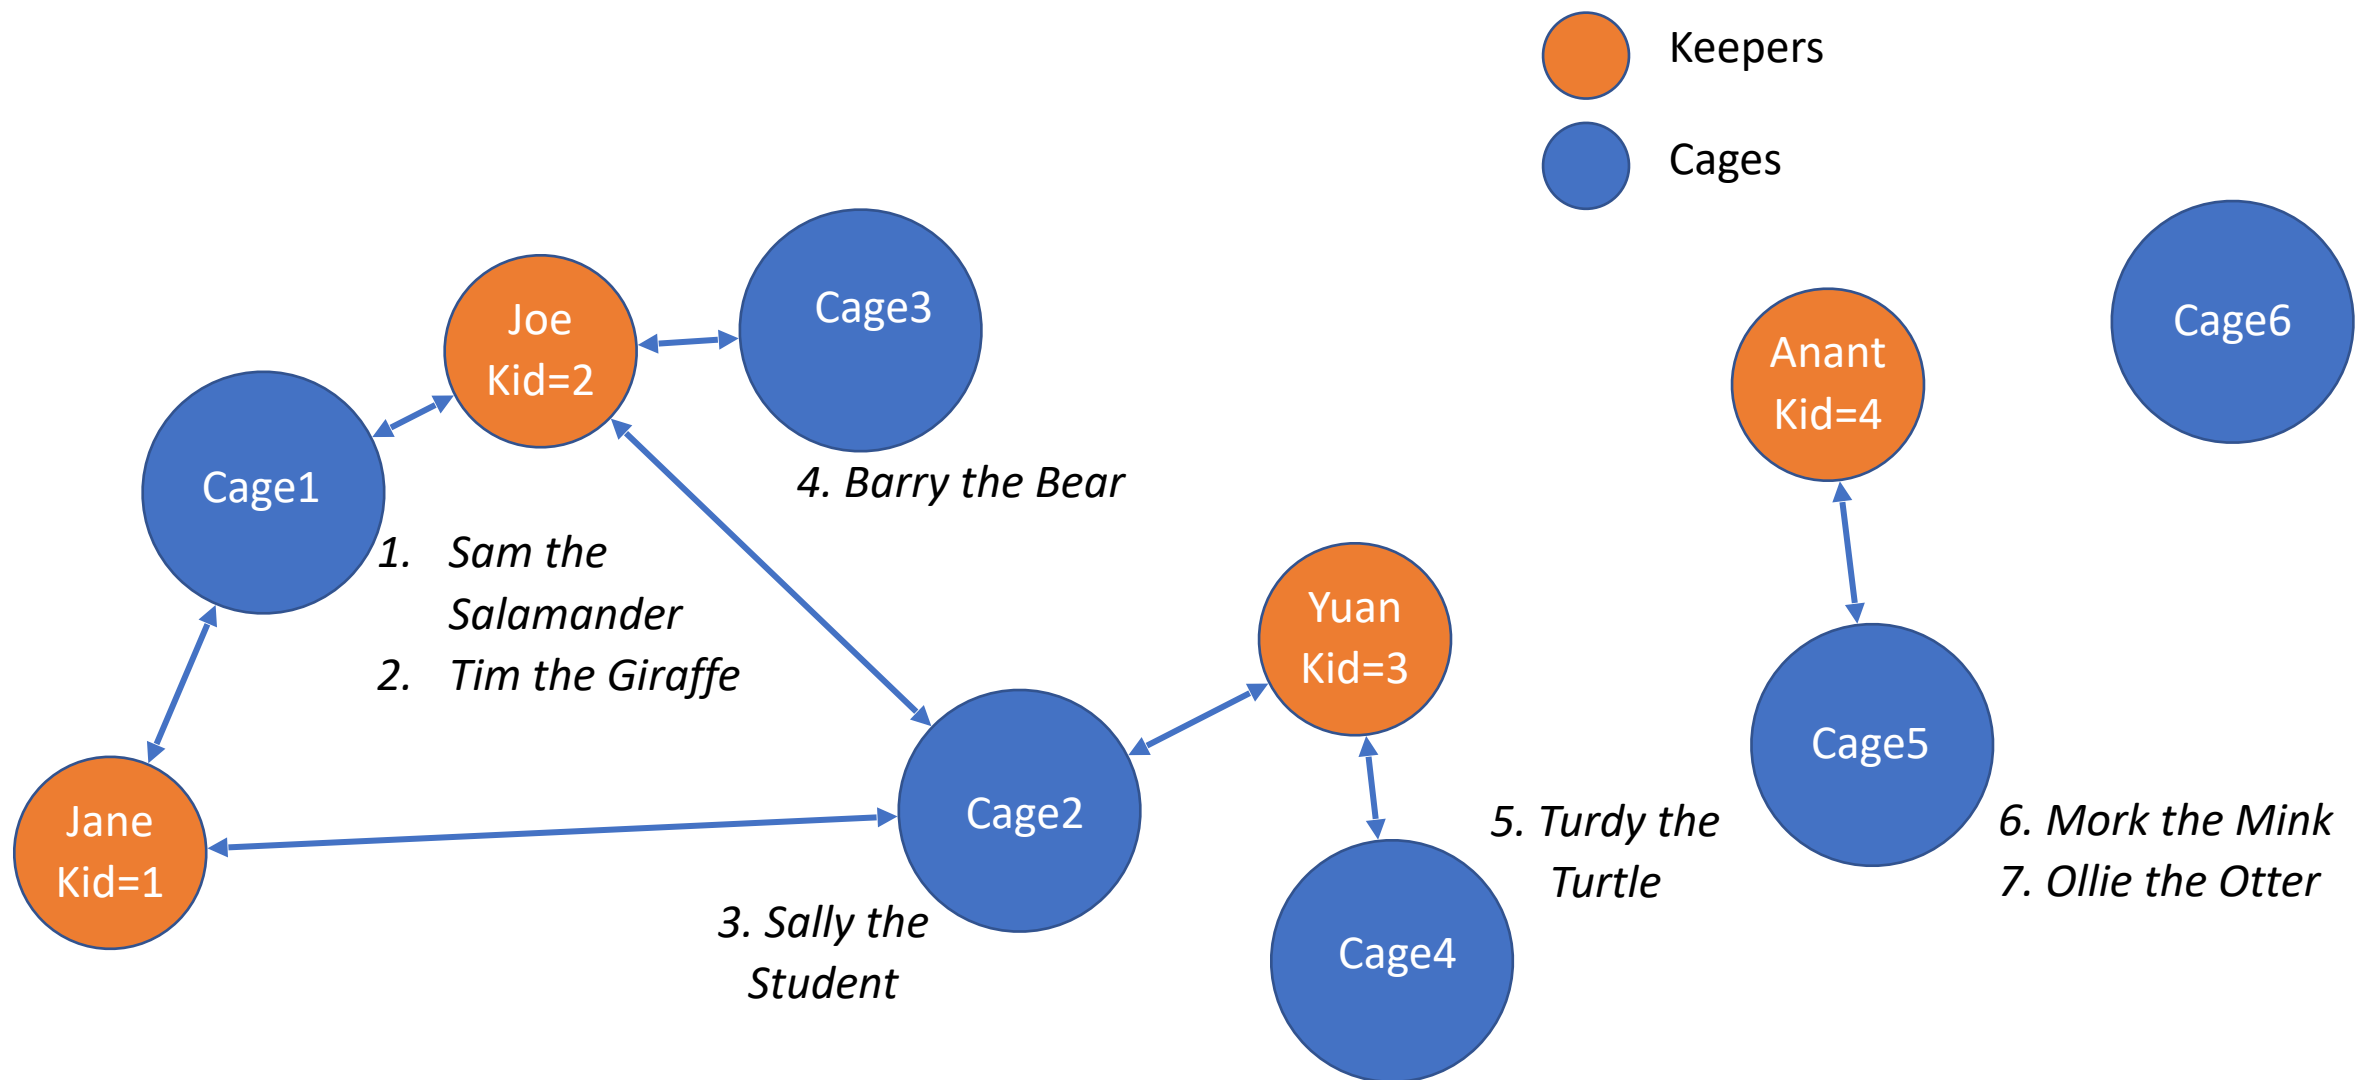 Keepers
Cages
Joe
Kid=2
Cage3
Cage6
Anant
Kid=4
Cage1
4. Barry the Bear
1. Sam the
Salamander
2. Tim the Giraffe
Yuan
Kid=3
Cage5
Jane
Kid=1
Cage2
5. Turdy the
Turtle
6. Mork the Mink
7. Ollie the Otter
3. Sally the
Student
Cage4